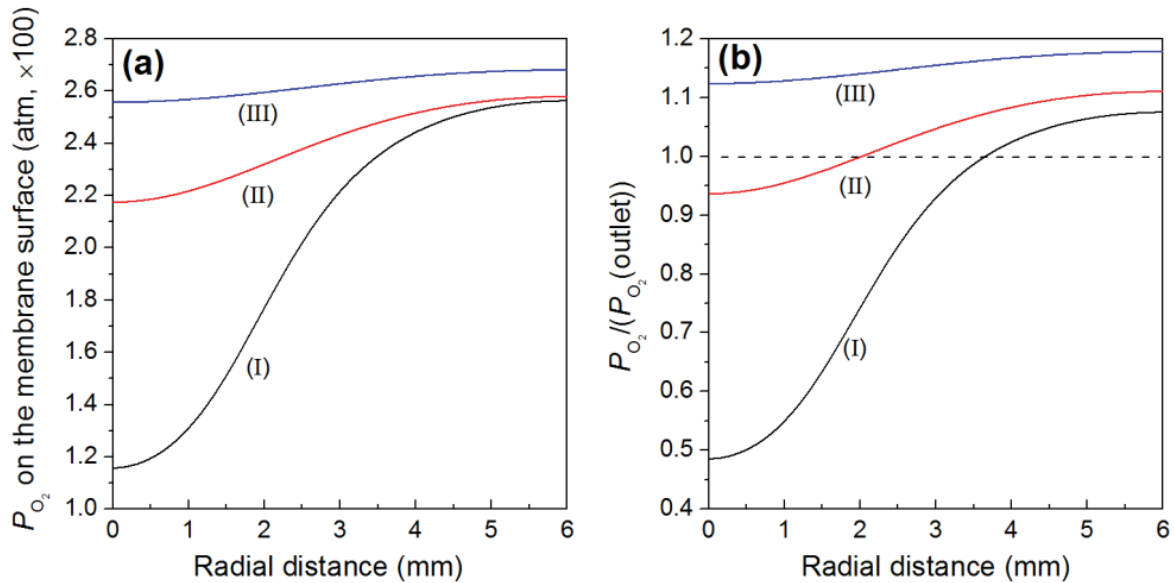 (a)
P_O₂ on the membrane surface (atm, ×100)
2.8
2.6
2.4
2.2
2.0
1.8
1.6
1.4
1.2
1.0
(III)
(II)
(I)
0 1 2 3 4 5 6
Radial distance (mm)
(b)
P_O₂/(P_O₂(outlet))
1.2
1.1
1.0
0.9
0.8
0.7
0.6
0.5
0.4
(III)
(II)
(I)
0 1 2 3 4 5 6
Radial distance (mm)